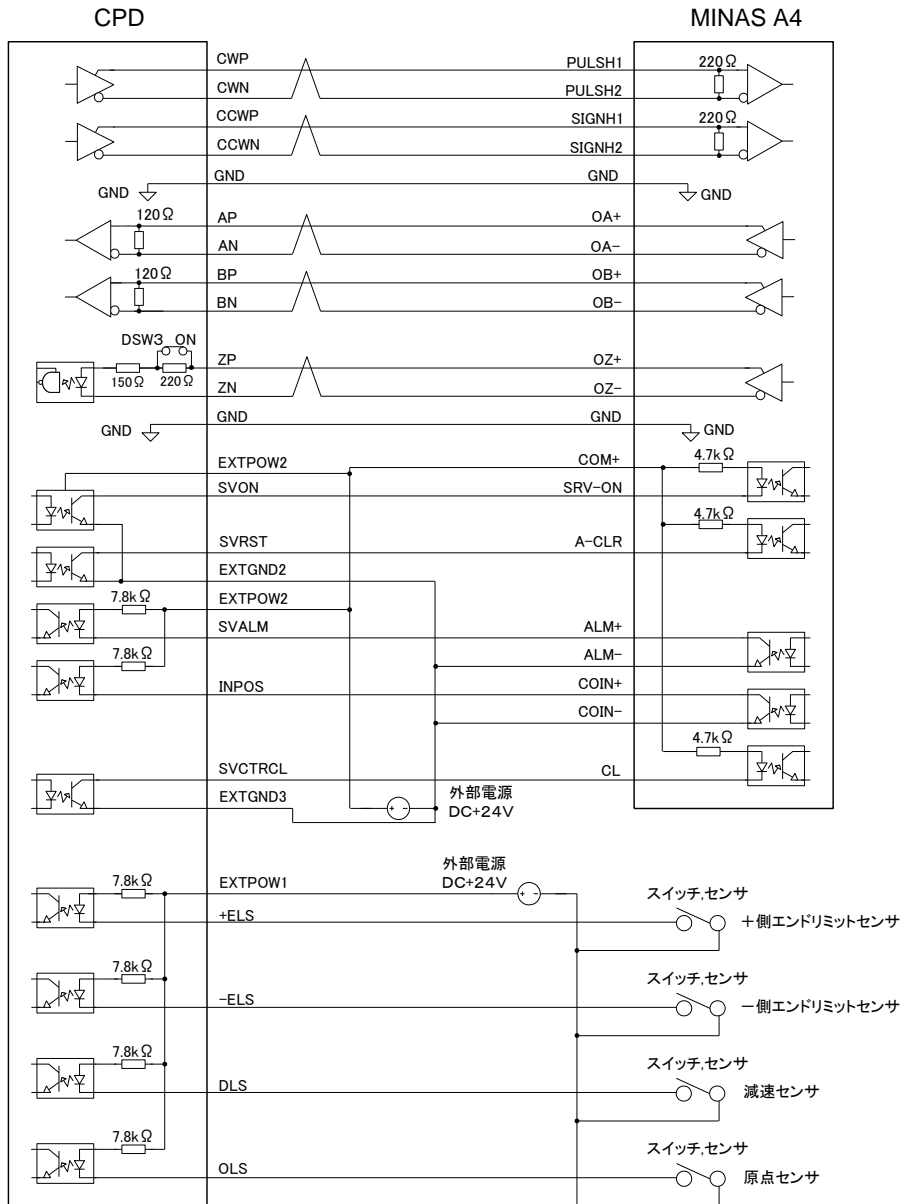 CPD MINAS A4
CWP PULSH1 220Ω
CWN PULSH2
CCWP SIGNH1 220Ω
CCWN SIGNH2
GND GND
GND GND
120Ω AP OA+
AN OA-
120Ω BP OB+
BN OB-
DSW3 ON
ZP OZ+
150Ω 220Ω ZN OZ-
GND GND
GND GND
EXTPOW2 COM+ 4.7kΩ
SVON SRV-ON
4.7kΩ
SVRST A-CLR
EXTGND2
7.8kΩ EXTPOW2
SVALM ALM+
7.8kΩ ALM-
INPOS COIN+
COIN-
4.7kΩ
SVCTRCL CL
EXTGND3 外部電源
+ - DC+24V
外部電源
7.8kΩ EXTPOW1 DC+24V + -
スイッチ,センサ
+ELS +側エンドリミットセンサ
7.8kΩ スイッチ,センサ
-ELS －側エンドリミットセンサ
7.8kΩ スイッチ,センサ
DLS 減速センサ
7.8kΩ スイッチ,センサ
OLS 原点センサ